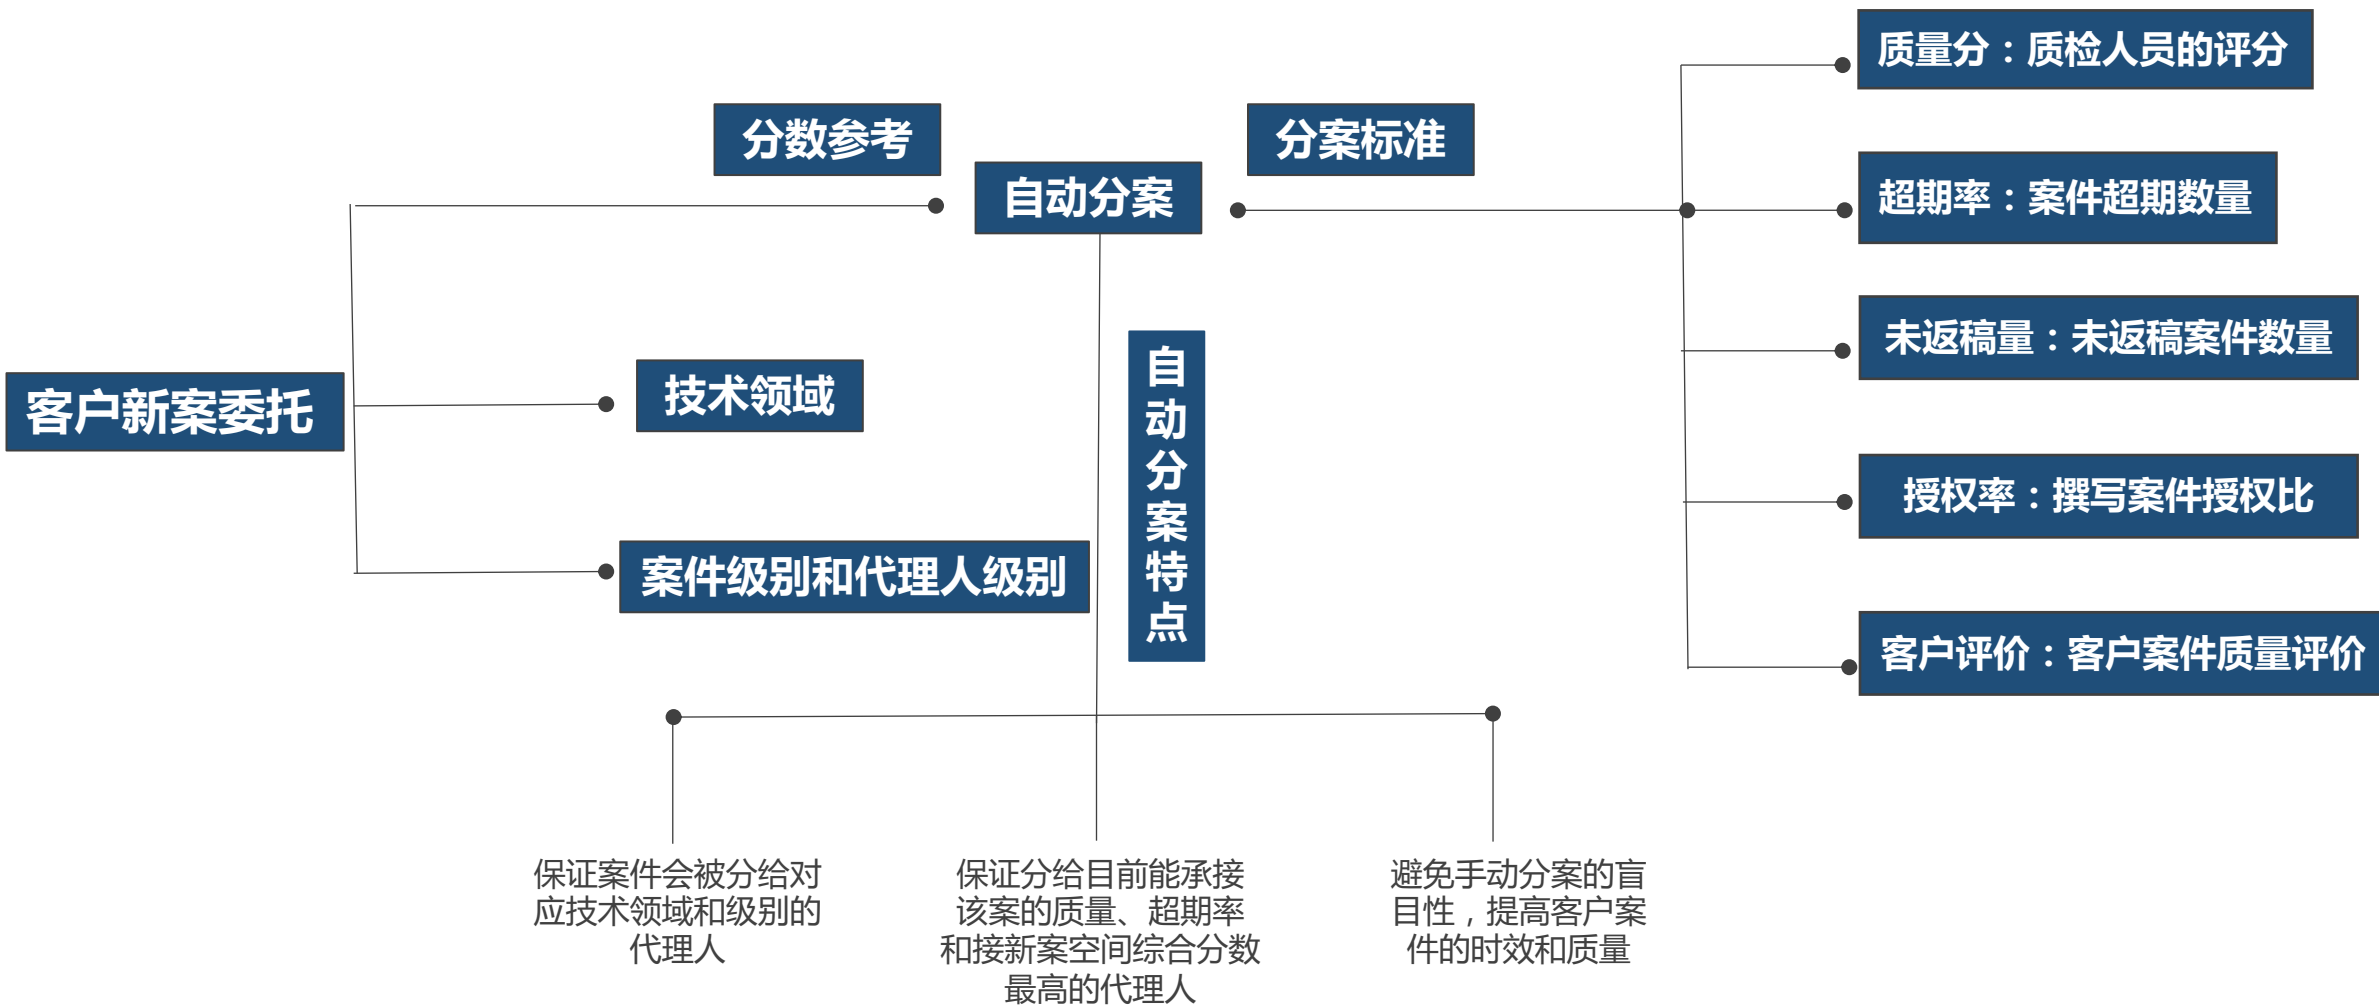 质量分：质检人员的评分
分数参考
分案标准
自动分案
超期率：案件超期数量
未返稿量：未返稿案件数量
自动分案特点
技术领域
客户新案委托
授权率：撰写案件授权比
案件级别和代理人级别
客户评价：客户案件质量评价
保证案件会被分给对
应技术领域和级别的
代理人
保证分给目前能承接
该案的质量、超期率
和接新案空间综合分数
最高的代理人
避免手动分案的盲
目性，提高客户案
件的时效和质量